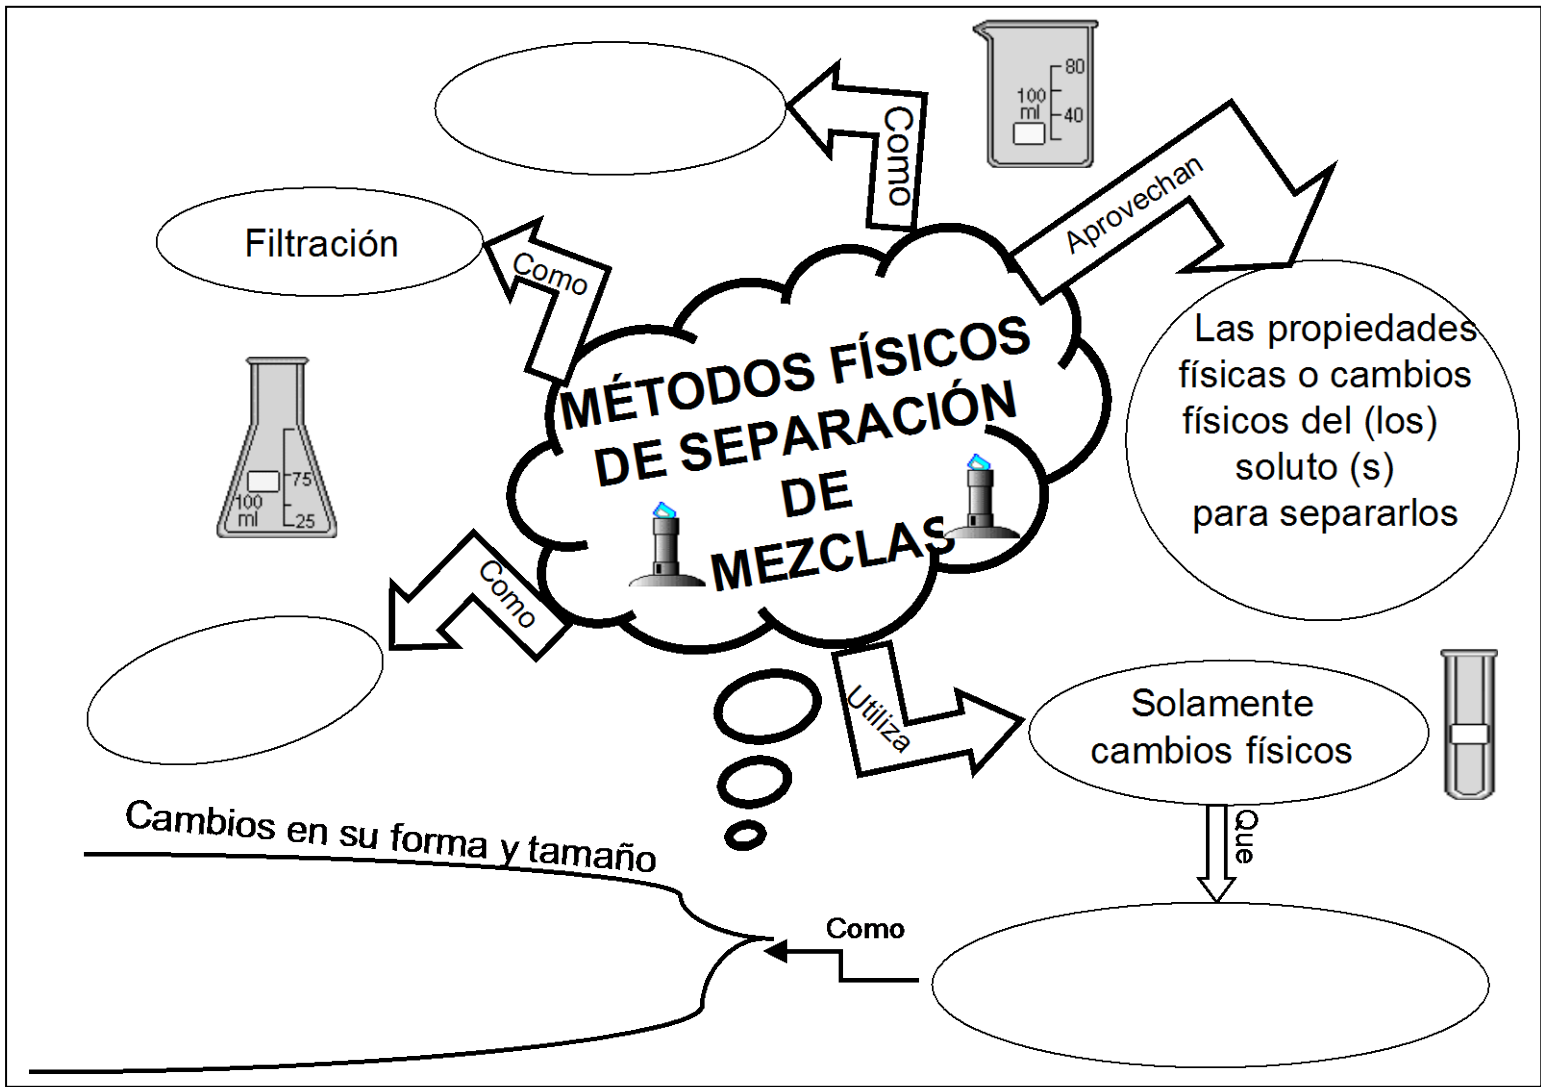 Como
80
100
ml
40
Aprovechan
Filtración
Como
Las propiedades
físicas o cambios
físicos del (los)
soluto (s)
para separarlos
MÉTODOS FÍSICOS
DE SEPARACIÓN
DE
MEZCLAS
75
100
ml
25
Como
Utiliza
Solamente
cambios físicos
Que
Cambios en su forma y tamaño
Como